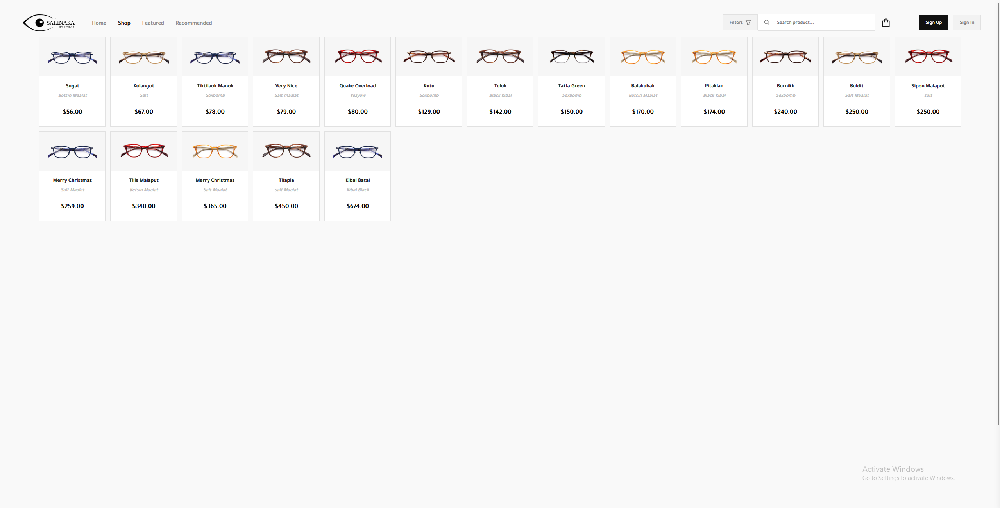 SALINAKA
EYEWEAR
Home
Shop
Featured
Recommended
Filters
Search product...
Sign Up
Sign In
Sugat
Betsin Maalat
$56.00
Kulangot
Salt
$67.00
Tiktilaok Manok
Sexbomb
$78.00
Very Nice
Salt maalat
$79.00
Quake Overload
Yezyow
$80.00
Kutu
Sexbomb
$129.00
Tuluk
Black Kibal
$142.00
Takla Green
Sexbomb
$150.00
Balakubak
Betsin Maalat
$170.00
Pitaklan
Black Kibal
$174.00
Burnikk
Sexbomb
$240.00
Buldit
Salt Maalat
$250.00
Sipon Malapot
salt
$250.00
Merry Christmas
Salt Maalat
$259.00
Tilis Malaput
Betsin Maalat
$340.00
Merry Christmas
Salt Maalat
$365.00
Tilapia
salt Maalat
$450.00
Kibal Batal
Kibal Black
$674.00
Activate Windows
Go to Settings to activate Windows.